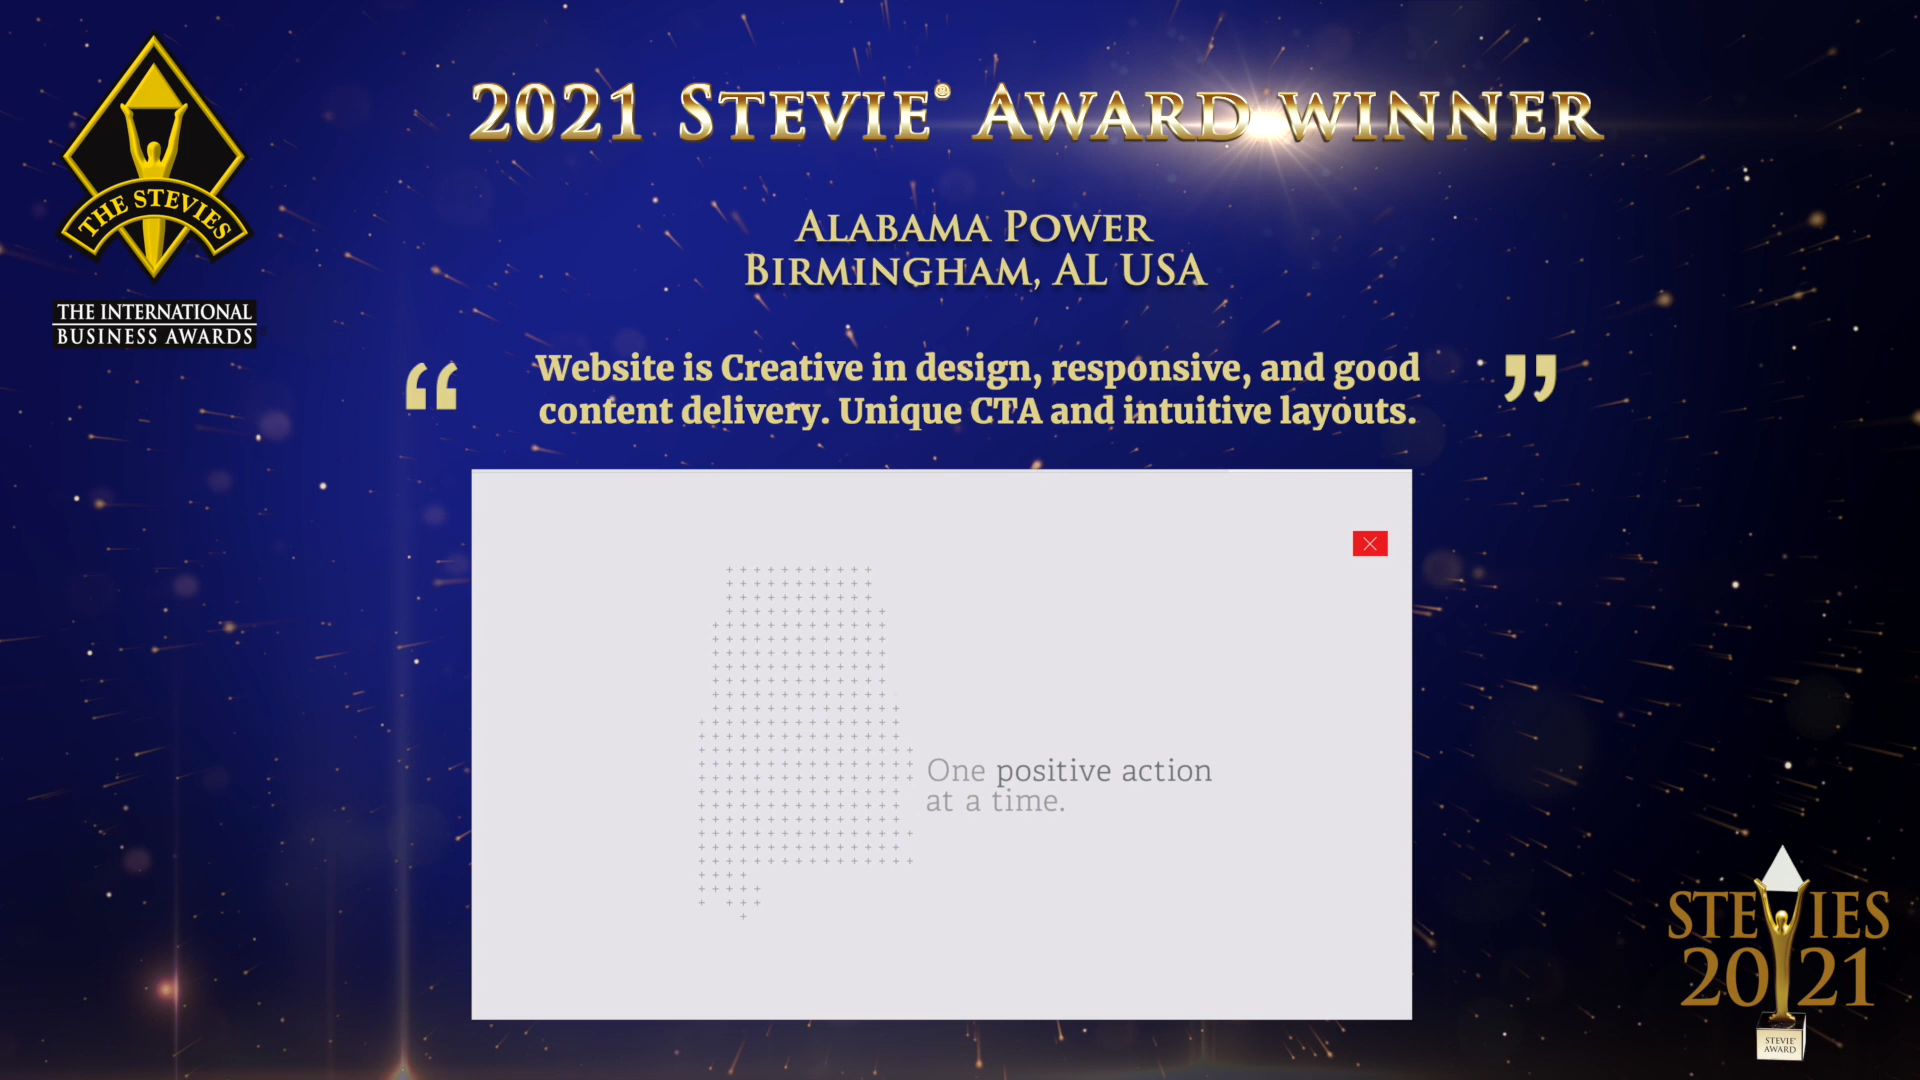 2021 STEVIE® AWARD WINNER
THE STEVIES
THE INTERNATIONAL
BUSINESS AWARDS
ALABAMA POWER
BIRMINGHAM, AL USA
“ Website is Creative in design, responsive, and good ”
content delivery. Unique CTA and intuitive layouts.
One positive action
at a time.
STEVIES
2021
STEVIE®
AWARD